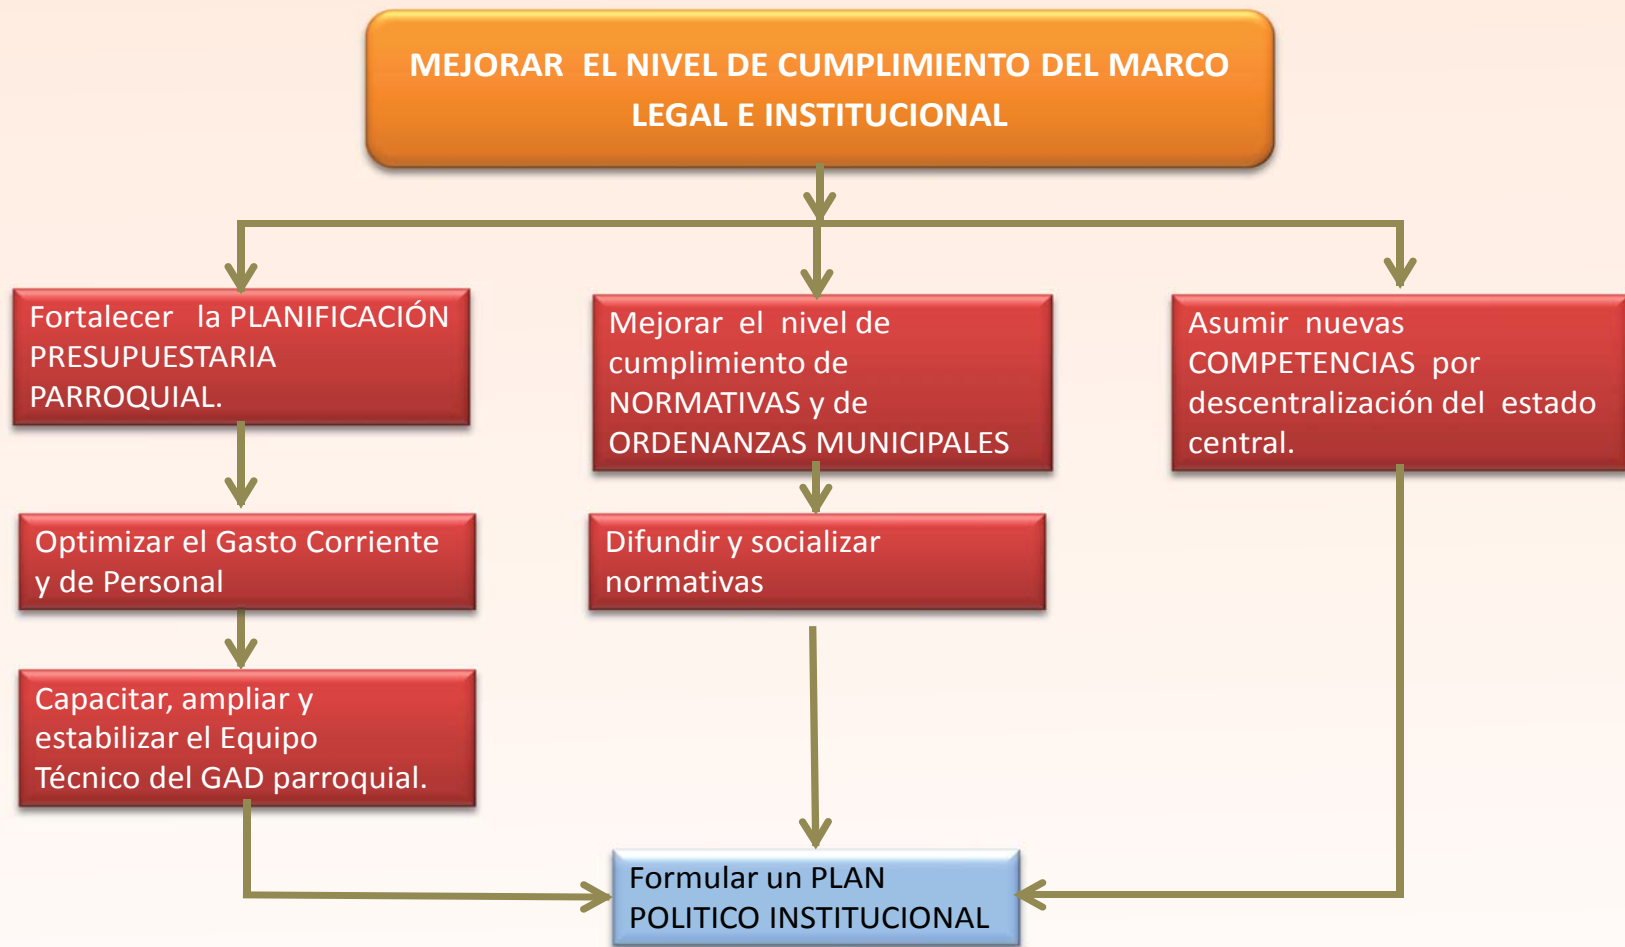 MEJORAR EL NIVEL DE CUMPLIMIENTO DEL MARCO
LEGAL E INSTITUCIONAL
Fortalecer la PLANIFICACIÓN
PRESUPUESTARIA
PARROQUIAL.
Mejorar el nivel de
cumplimiento de
NORMATIVAS y de
ORDENANZAS MUNICIPALES
Asumir nuevas
COMPETENCIAS por
descentralización del estado
central.
Optimizar el Gasto Corriente
y de Personal
Difundir y socializar
normativas
Capacitar, ampliar y
estabilizar el Equipo
Técnico del GAD parroquial.
Formular un PLAN
POLITICO INSTITUCIONAL